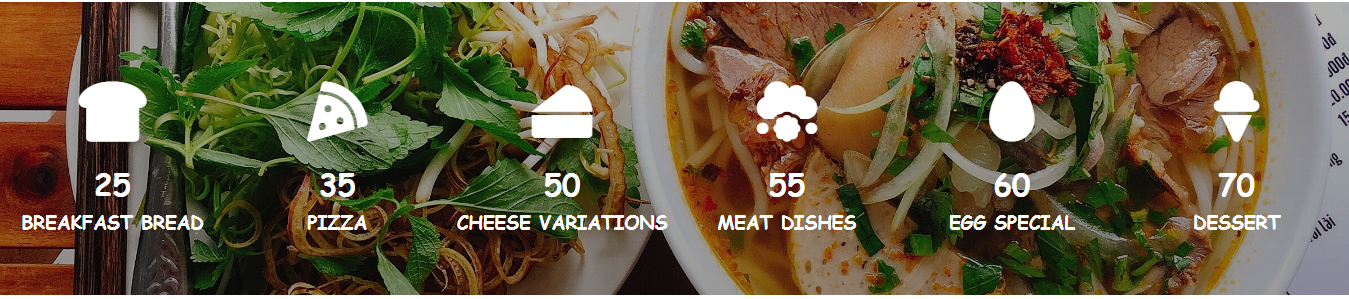 25
BREAKFAST BREAD
35
PIZZA
50
CHEESE VARIATIONS
55
MEAT DISHES
60
EGG SPECIAL
70
DESSERT